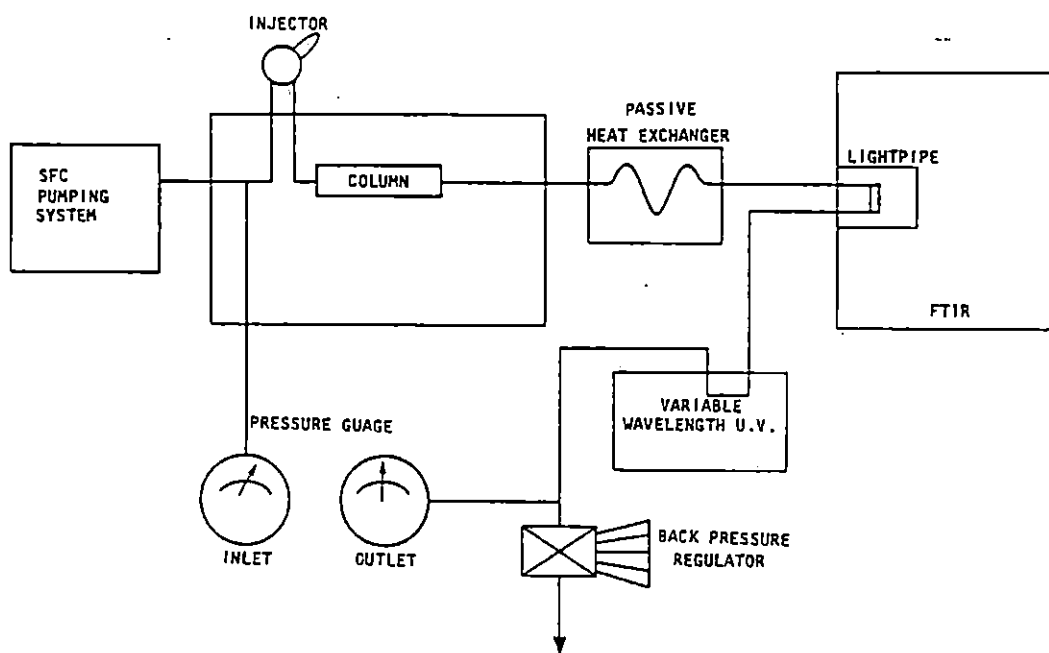 INJECTOR
PASSIVE
HEAT EXCHANGER
LIGHTPIPE
SFC
PUMPING
SYSTEM
COLUMN
FTIR
VARIABLE
WAVELENGTH U.V.
PRESSURE GUAGE
INLET
OUTLET
BACK PRESSURE
REGULATOR